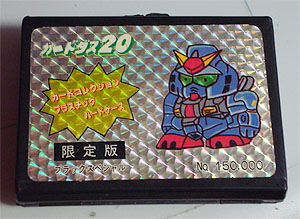 カードダス20
カードコレクション
プラスチック
ハードケース
限定版
ブラックスペシャル
No. 150,000